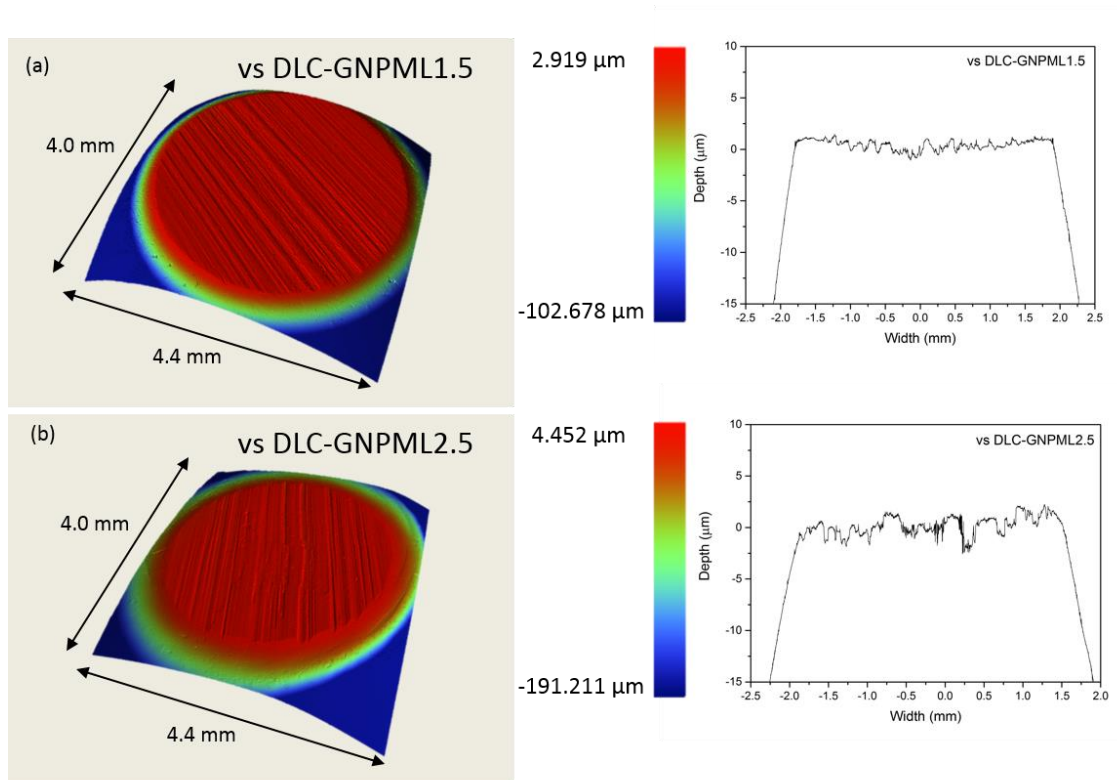 (a)
vs DLC-GNPML1.5
4.0 mm
4.4 mm
2.919 µm
-102.678 µm
vs DLC-GNPML1.5
10
5
0
-5
-10
-15
Depth (µm)
-2.5 -2.0 -1.5 -1.0 -0.5 0.0 0.5 1.0 1.5 2.0 2.5
Width (mm)
(b)
vs DLC-GNPML2.5
4.0 mm
4.4 mm
4.452 µm
-191.211 µm
vs DLC-GNPML2.5
10
5
0
-5
-10
-15
Depth (µm)
-2.5 -2.0 -1.5 -1.0 -0.5 0.0 0.5 1.0 1.5 2.0
Width (mm)